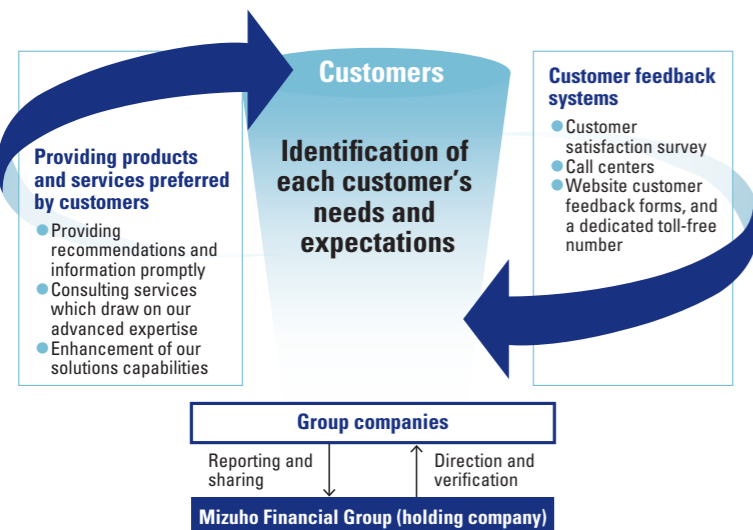 Customers
Identification of
each customer's
needs and
expectations
Providing products
and services preferred
by customers
● Providing
recommendations and
information promptly
● Consulting services
which draw on our
advanced expertise
● Enhancement of our
solutions capabilities
Customer feedback
systems
● Customer
satisfaction survey
● Call centers
● Website customer
feedback forms, and
a dedicated toll-free
number
Group companies
Reporting and
sharing
Direction and
verification
Mizuho Financial Group (holding company)